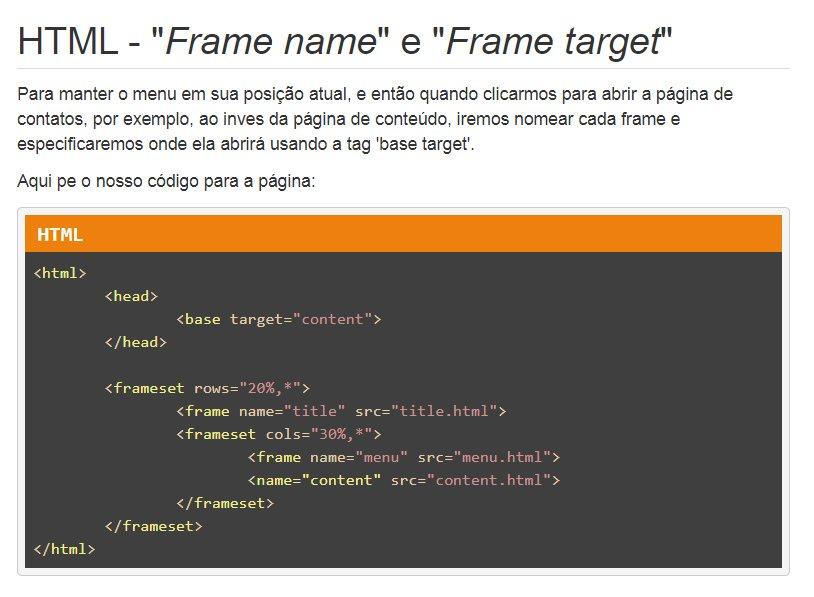 HTML - "Frame name" e "Frame target"
Para manter o menu em sua posição atual, e então quando clicarmos para abrir a página de
contatos, por exemplo, ao inves da página de conteúdo, iremos nomear cada frame e
especificaremos onde ela abrirá usando a tag 'base target'.
Aqui pe o nosso código para a página:
HTML
<html>
<head>
<base target="content">
</head>
<frameset rows="20%,*">
<frame name="title" src="title.html">
<frameset cols="30%,*">
<frame name="menu" src="menu.html">
<name="content" src="content.html">
</frameset>
</frameset>
</html>